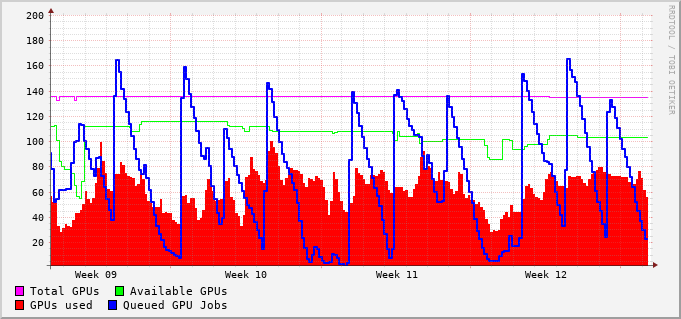 200
180
160
140
120
100
80
60
40
20
RRDTOOL / TOBI OETIKER
Week 09 Week 10 Week 11 Week 12
Total GPUs Available GPUs
GPUs used Queued GPU Jobs